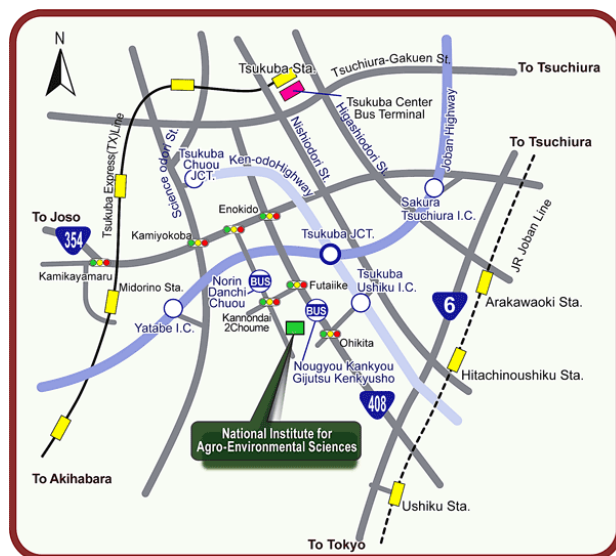 N
Tsukuba Sta.
Tsuchiura-Gakuen St.
To Tsuchiura
Tsukuba Center
Bus Terminal
Tsukuba Express(TX)Line
Science odori St.
Nishiodori St.
Higashiodori St.
Joban Highway
To Tsuchiura
Tsukuba
Chuou
JCT.
Ken-odoHighway
Sakura
Tsuchiura I.C.
JR Joban Line
To Joso
354
Kamiyokoba
Enokido
Tsukuba JCT.
Kamikayamaru
Midorino Sta.
Norin
Danchi
Chuou
BUS
Futaiike
Tsukuba
Ushiku I.C.
6
Arakawaoki Sta.
Yatabe I.C.
Kannondai
2Choume
BUS
Ohikita
Nougyou Kankyou
Gijutsu Kenkyusho
Hitachinoushiku Sta.
408
National Institute for
Agro-Environmental Sciences
To Akihabara
Ushiku Sta.
To Tokyo